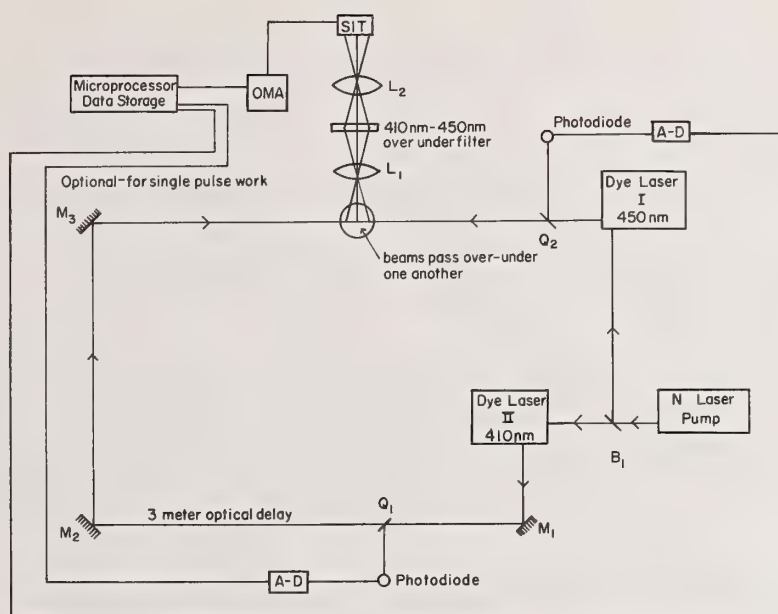 SIT
Microprocessor
Data Storage
OMA
L2
410nm-450nm
over under filter
L1
Photodiode
A-D
Optional-for single pulse work
Dye Laser
I
450nm
M3
Q2
beams pass over-under
one another
Dye Laser
II
410nm
N Laser
Pump
B1
3 meter optical delay
Q1
M2
M1
A-D
Photodiode